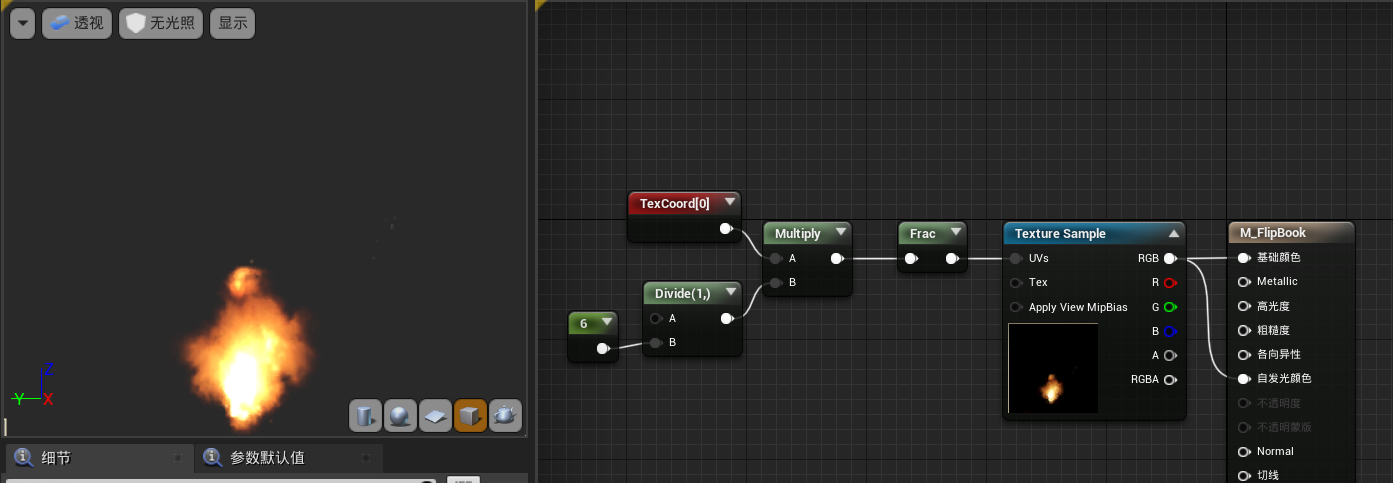 透视
无光照
显示
Z
Y
X
细节
参数默认值
TexCoord[0]
6
Divide(1,)
A
B
Multiply
A
B
Frac
Texture Sample
UVs
RGB
Tex
R
Apply View MipBias
G
B
A
RGBA
M_FlipBook
基础颜色
Metallic
高光度
粗糙度
各向异性
自发光颜色
不透明度
不透明蒙版
Normal
切线